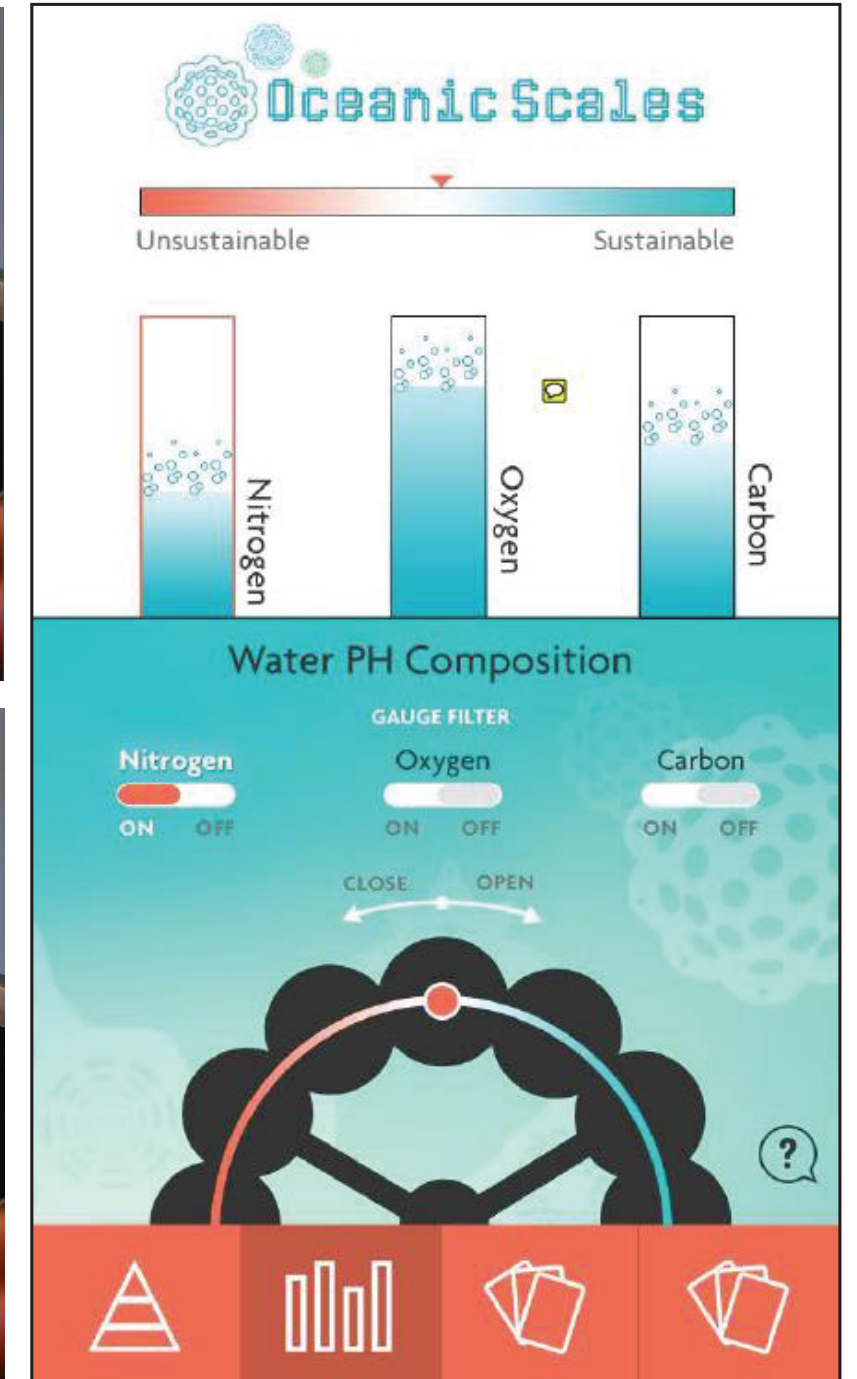 Oceanic Scales
Unsustainable Sustainable
Nitrogen Oxygen Carbon
Water PH Composition
GAUGE FILTER
Nitrogen Oxygen Carbon
ON OFF ON OFF ON OFF
CLOSE OPEN
?